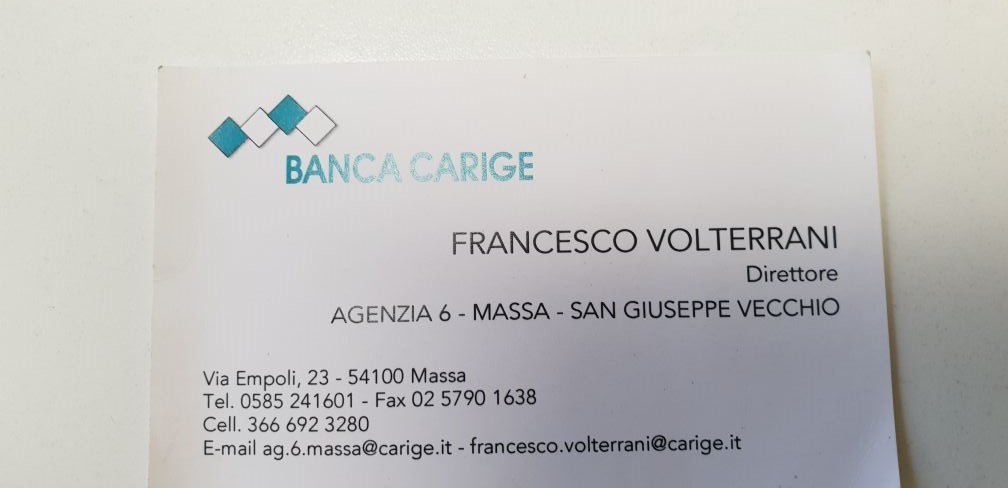 BANCA CARIGE
FRANCESCO VOLTERRANI
Direttore
AGENZIA 6 - MASSA - SAN GIUSEPPE VECCHIO
Via Empoli, 23 - 54100 Massa
Tel. 0585 241601 - Fax 02 5790 1638
Cell. 366 692 3280
E-mail ag.6.massa@carige.it - francesco.volterrani@carige.it